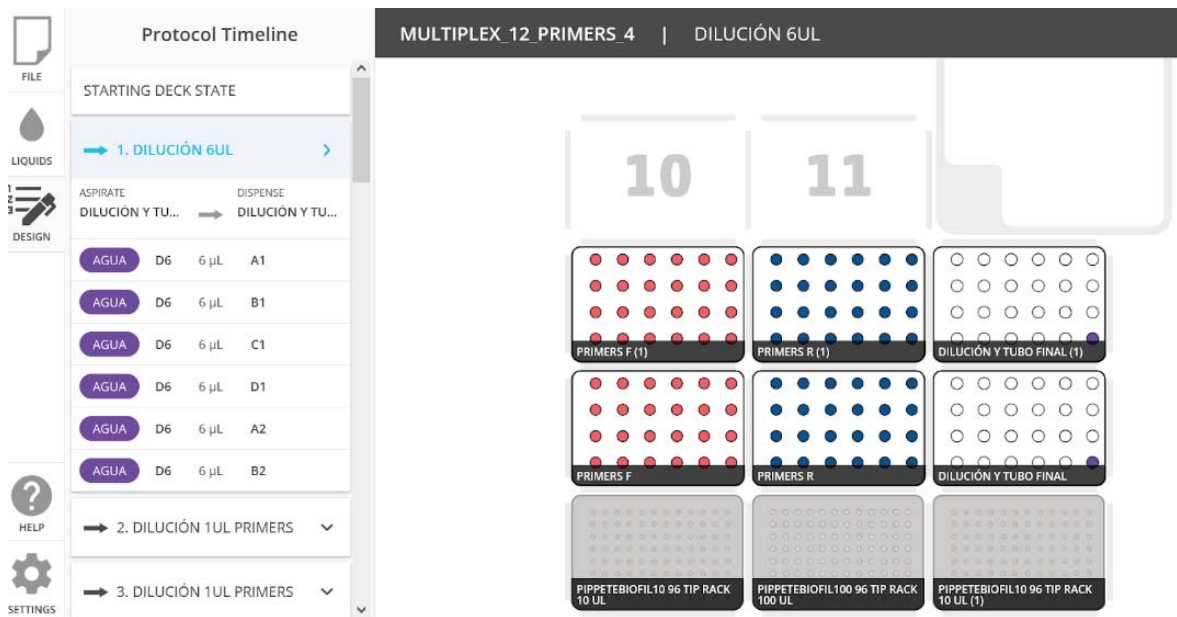 FILE
LIQUIDS
DESIGN
HELP
SETTINGS
Protocol Timeline
STARTING DECK STATE
1. DILUCIÓN 6UL
ASPIRATE DISPENSE
DILUCIÓN Y TU... DILUCIÓN Y TU...
AGUA D6 6 µL A1
AGUA D6 6 µL B1
AGUA D6 6 µL C1
AGUA D6 6 µL D1
AGUA D6 6 µL A2
AGUA D6 6 µL B2
2. DILUCIÓN 1UL PRIMERS
3. DILUCIÓN 1UL PRIMERS
MULTIPLEX_12_PRIMERS_4 | DILUCIÓN 6UL
10 11
PRIMERS F (1) PRIMERS R (1) DILUCIÓN Y TUBO FINAL (1)
PRIMERS F PRIMERS R DILUCIÓN Y TUBO FINAL
PIPPETEBIOFIL10 96 TIP RACK
10 UL
PIPPETEBIOFIL100 96 TIP RACK
100 UL
PIPPETEBIOFIL10 96 TIP RACK
10 UL (1)